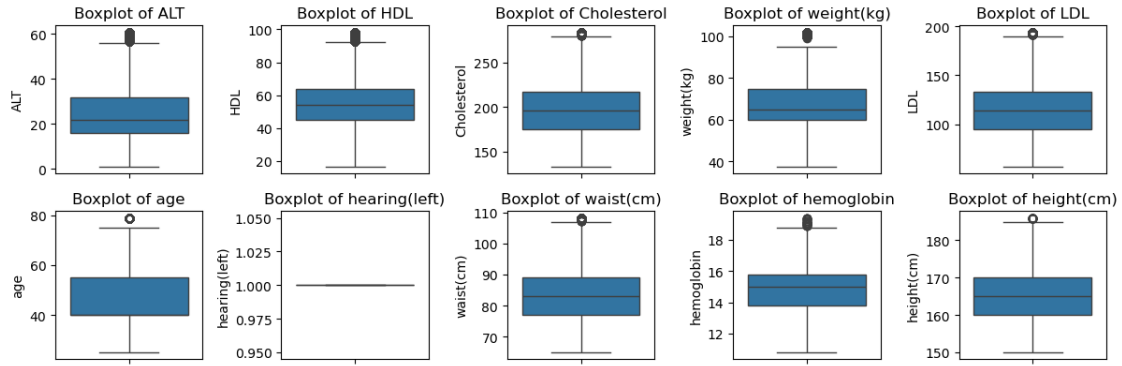 Boxplot of ALT
ALT
60
40
20
0
Boxplot of HDL
HDL
100
80
60
40
20
Boxplot of Cholesterol
Cholesterol
250
200
150
Boxplot of weight(kg)
weight(kg)
100
80
60
40
Boxplot of LDL
LDL
200
150
100
Boxplot of age
age
80
60
40
Boxplot of hearing(left)
hearing(left)
1.050
1.025
1.000
0.975
0.950
Boxplot of waist(cm)
waist(cm)
110
100
90
80
70
Boxplot of hemoglobin
hemoglobin
18
16
14
12
Boxplot of height(cm)
height(cm)
180
170
160
150